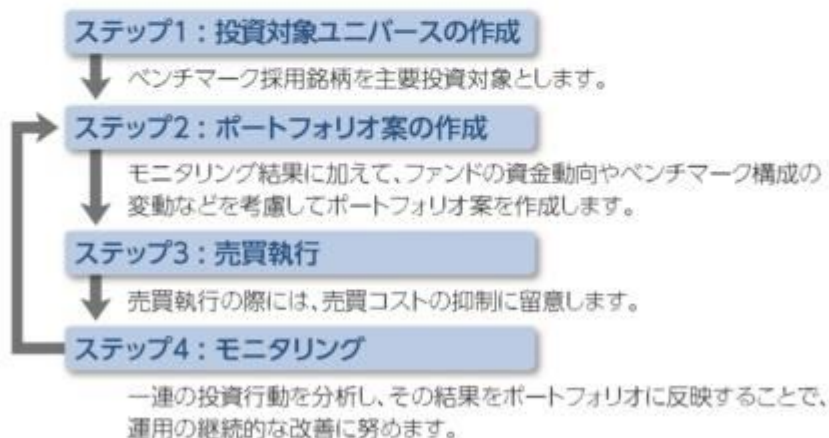 ステップ1：投資対象ユニバースの作成
ベンチマーク採用銘柄を主要投資対象とします。
ステップ2：ポートフォリオ案の作成
モニタリング結果に加えて、ファンドの資金動向やベンチマーク構成の
変動などを考慮してポートフォリオ案を作成します。
ステップ3：売買執行
売買執行の際には、売買コストの抑制に留意します。
ステップ4：モニタリング
一連の投資行動を分析し、その結果をポートフォリオに反映することで、
運用の継続的な改善に努めます。